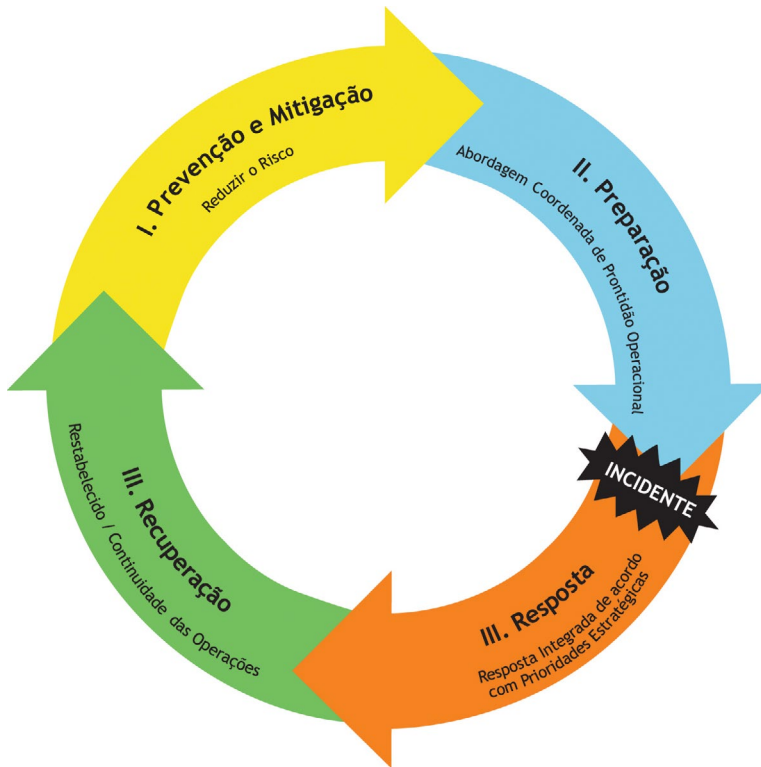 I. Prevenção e Mitigação
Reduzir o Risco
II. Preparação
Abordagem Coordenada de Prontidão Operacional
INCIDENTE
III. Resposta
Resposta Integrada de acordo
com Prioridades Estratégicas
III. Recuperação
Restabelecido / Continuidade das Operações